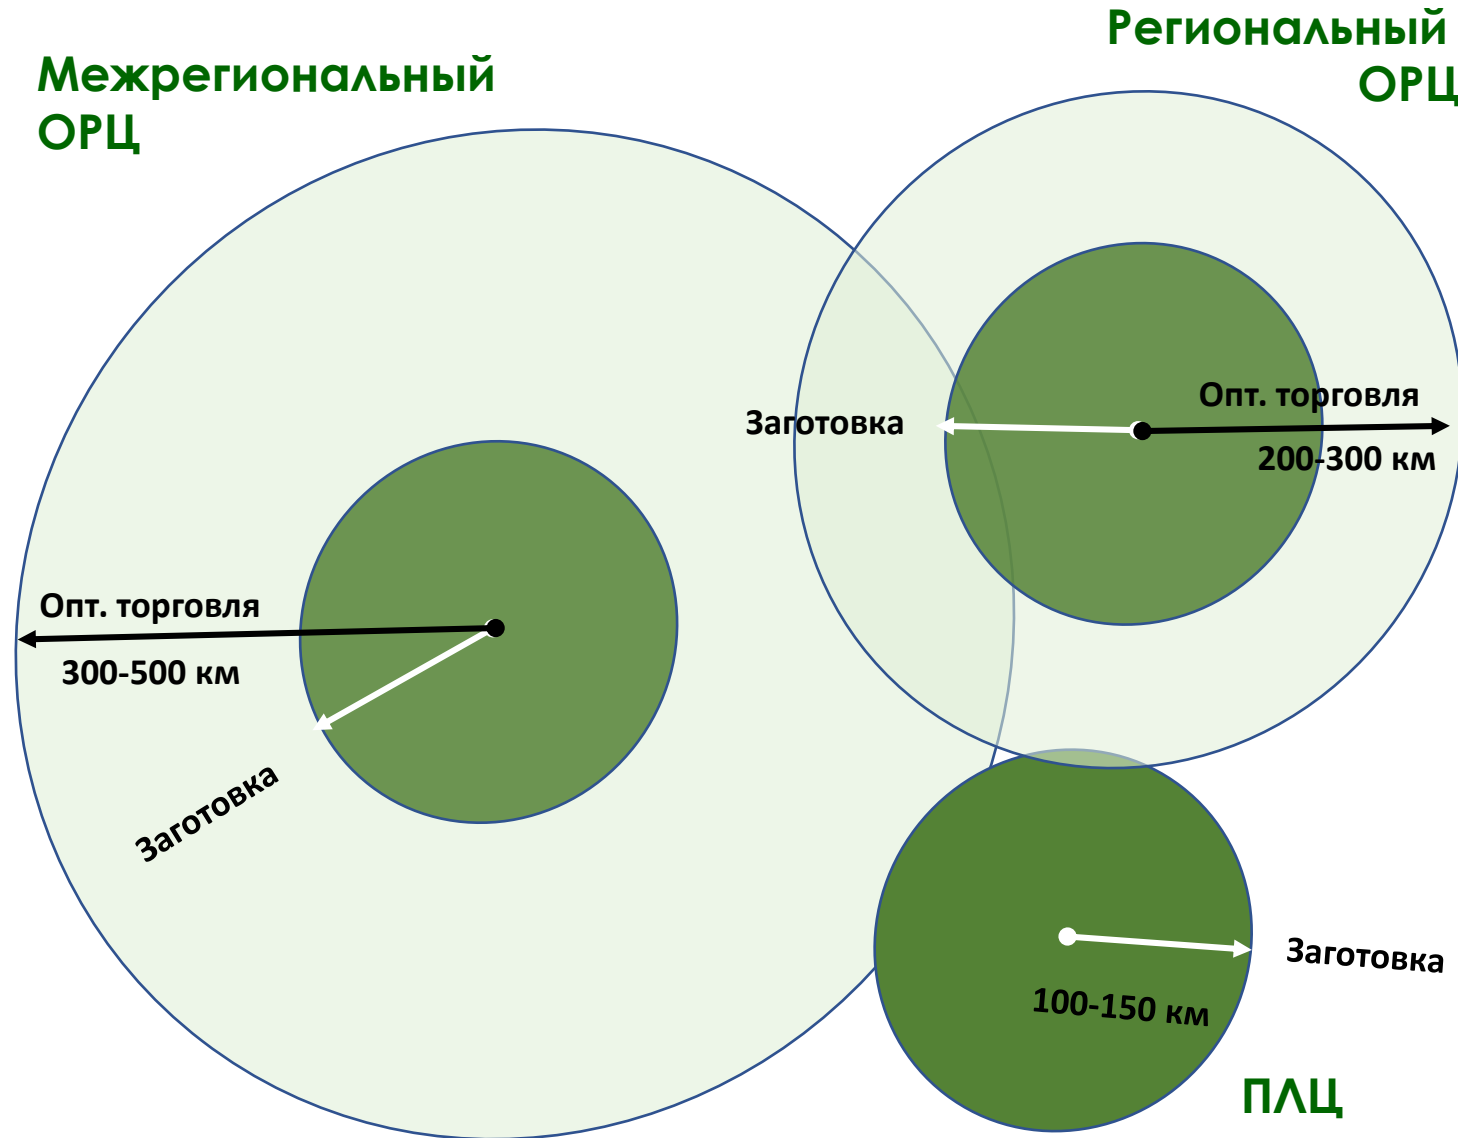 Межрегиональный
ОРЦ
Региональный
ОРЦ
Опт. торговля
200-300 км
Заготовка
Опт. торговля
300-500 км
Заготовка
Заготовка
100-150 км
ПЛЦ